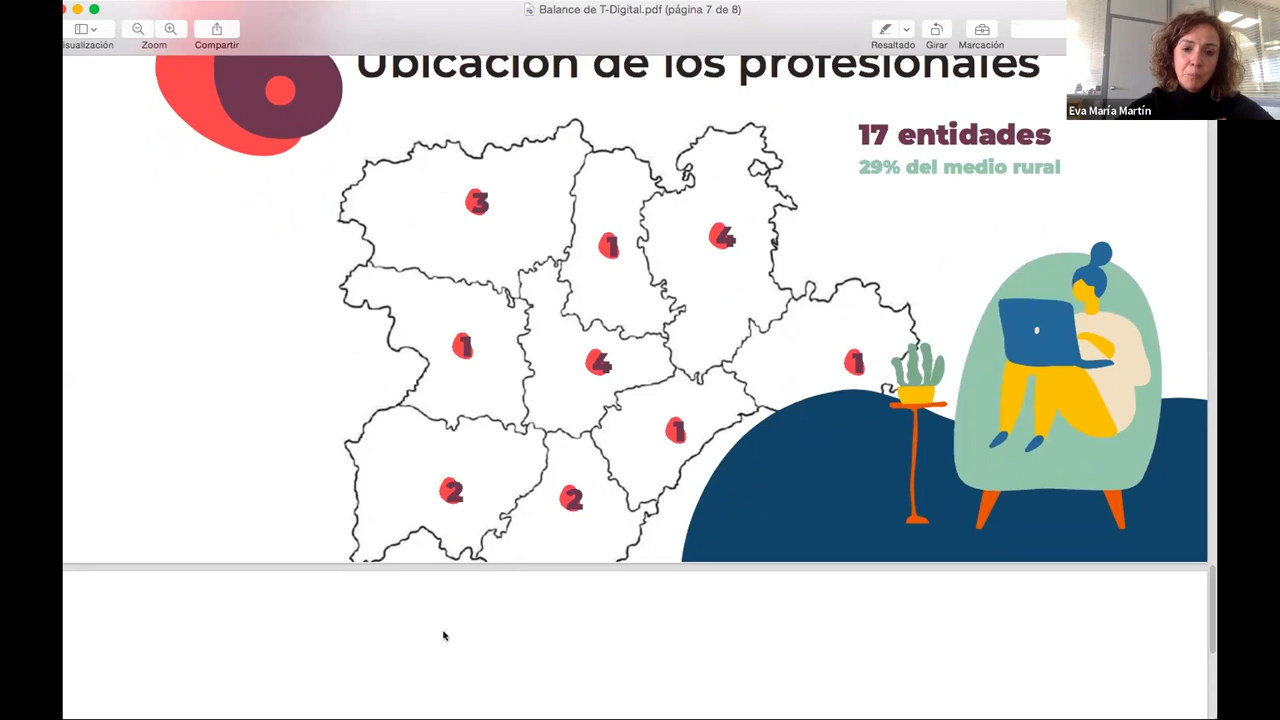 Balance de T-Digital.pdf (página 7 de 8)
isualización
Zoom
Compartir
Resaltado
Girar
Marcación
Eva María Martín
Ubicación de los profesionales
17 entidades
29% del medio rural
3
1
4
1
4
1
1
2
2